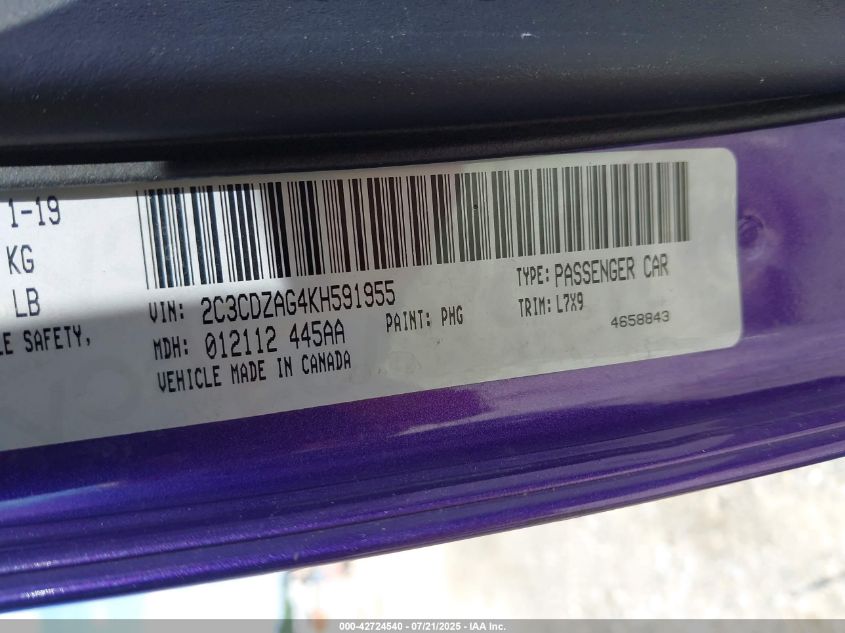 1-19
KG
LB
LE SAFETY,
VIN: 2C3CDZAG4KH591955
TYPE: PASSENGER CAR
MDH: 012112 445AA
PAINT: PHG
TRIM: L7X9
VEHICLE MADE IN CANADA
4658843
000-42724540 - 07/21/2025 - IAA Inc.